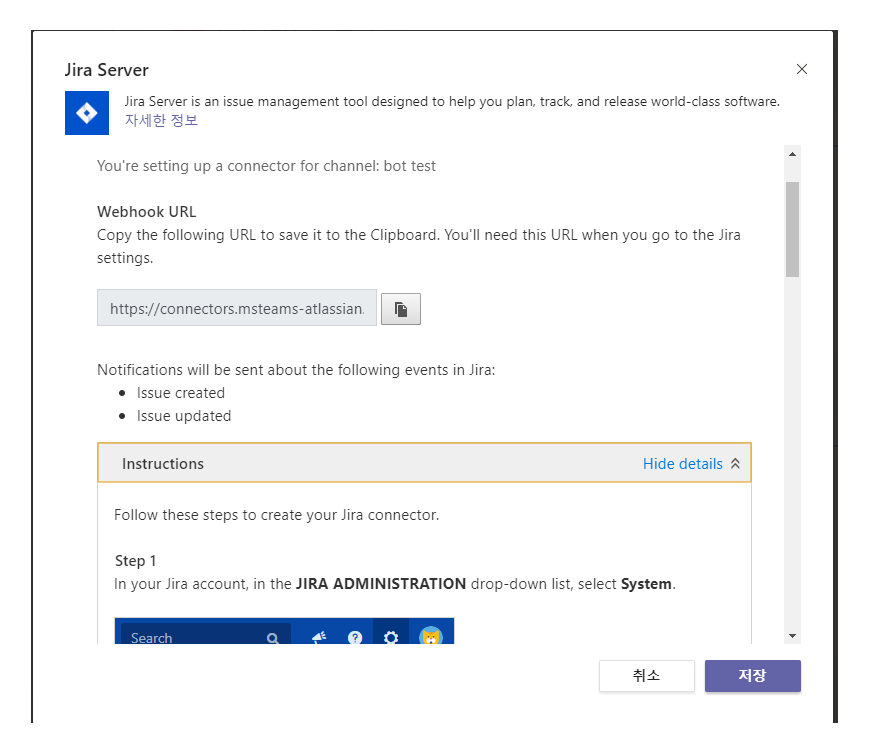 Jira Server
Jira Server is an issue management tool designed to help you plan, track, and release world-class software.
자세한 정보
You're setting up a connector for channel: bot test
Webhook URL
Copy the following URL to save it to the Clipboard. You'll need this URL when you go to the Jira
settings.
https://connectors.msteams-atlassian.
Notifications will be sent about the following events in Jira:
Issue created
Issue updated
Instructions Hide details
Follow these steps to create your Jira connector.
Step 1
In your Jira account, in the JIRA ADMINISTRATION drop-down list, select System.
Search
취소 저장